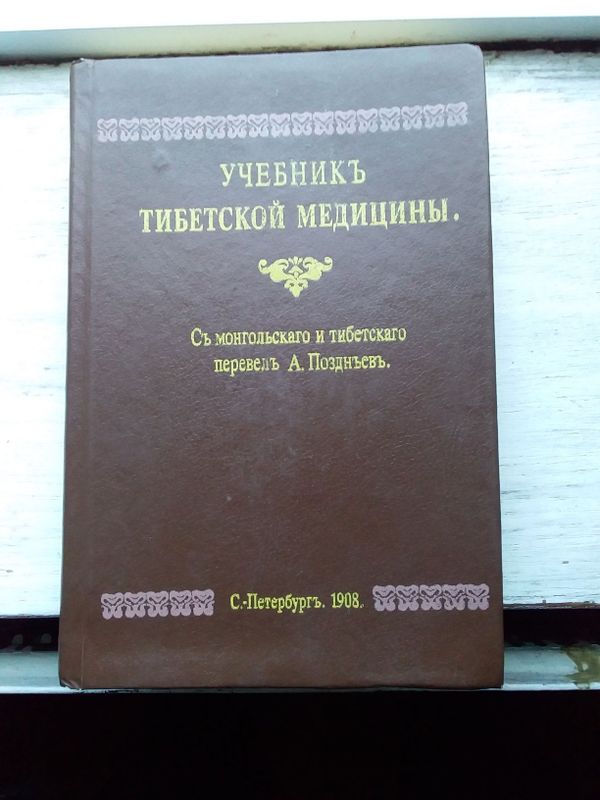 УЧЕБНИКЪ
ТИБЕТСКОЙ МЕДИЦИНЫ.
Съ монгольскаго и тибетскаго
перевелъ А. Позднѣевъ.
С.-Петербургъ. 1908.